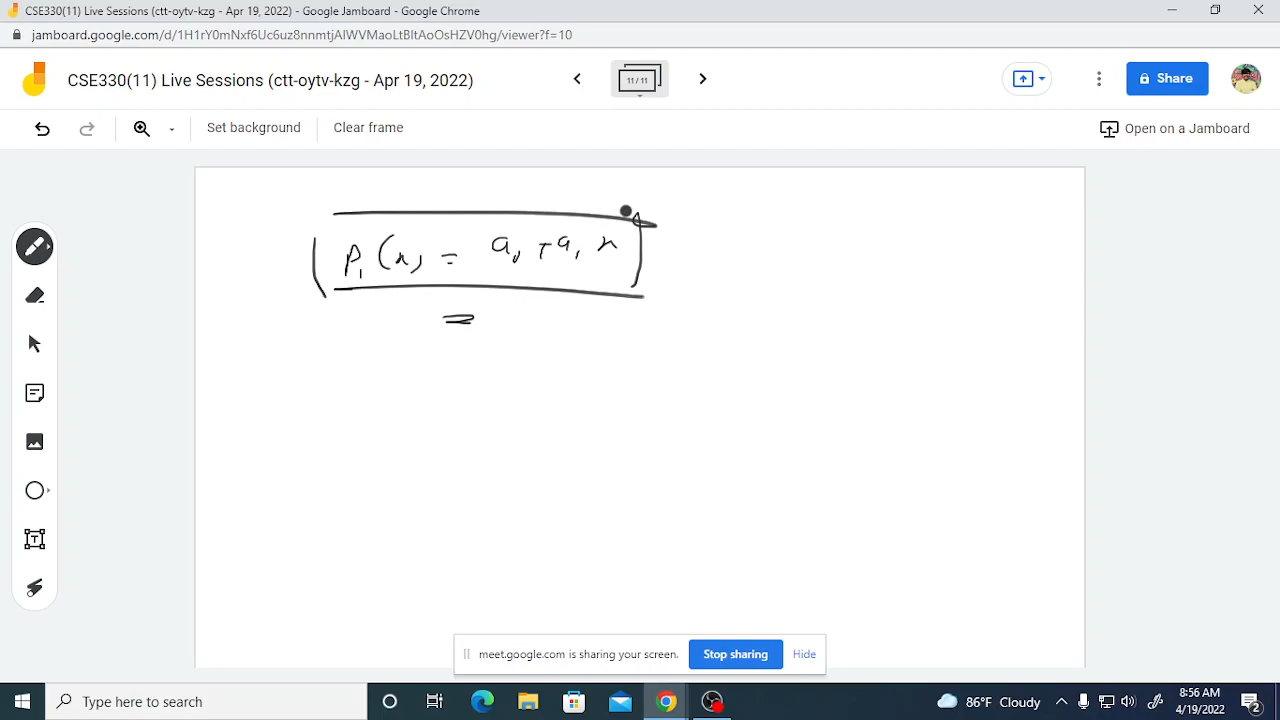 CSE330(11) Live Sessions (ctt-oytv-kzg - Apr 19, 2022) - Google Jamboard - Google Chrome
jamboard.google.com/d/1H1rY0mNxf6Uc6uz8nnmtjAIWVMaoLtBltAoOsHZV0hg/viewer?f=10
CSE330(11) Live Sessions (ctt-oytv-kzg - Apr 19, 2022)
11 / 11
Share
Set background
Clear frame
Open on a Jamboard
P₁(x) = a₀ + a₁ x
=
meet.google.com is sharing your screen.
Stop sharing
Hide
Type here to search
86°F Cloudy
8:56 AM
4/19/2022
2